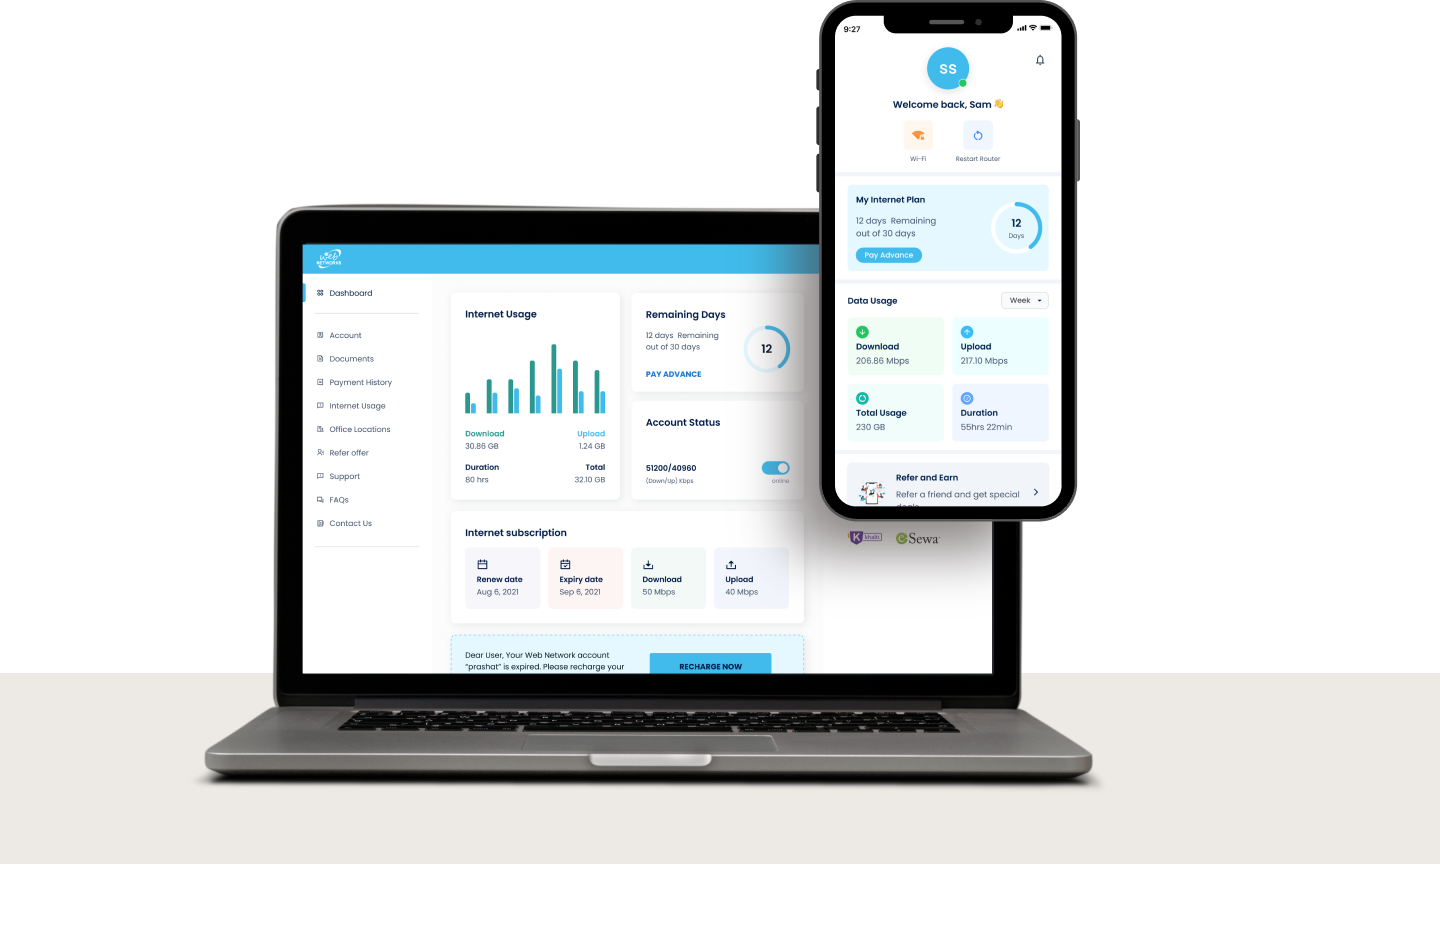 9:27
SS
Welcome back, Sam 👋
Wi-Fi
Restart Router
My Internet Plan
12 days Remaining
out of 30 days
Pay Advance
12
Days
Data Usage
Week
Download
206.86 Mbps
Upload
217.10 Mbps
Total Usage
230 GB
Duration
55hrs 22min
Refer and Earn
Refer a friend and get special
deals
web
NETWORKS
Dashboard
Account
Documents
Payment History
Internet Usage
Office Locations
Refer offer
Support
FAQs
Contact Us
Internet Usage
Download
Upload
30.86 GB
1.24 GB
Duration
Total
80 hrs
32.10 GB
Remaining Days
12 days Remaining
out of 30 days
PAY ADVANCE
12
Account Status
51200/40960
(Down/Up) Kbps
online
Internet subscription
Renew date
Aug 6, 2021
Expiry date
Sep 6, 2021
Download
50 Mbps
Upload
40 Mbps
Dear User, Your Web Network account
"prashat" is expired. Please recharge your
RECHARGE NOW
K khalti
eSewa